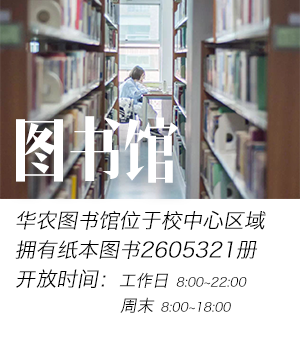 图书馆
华农图书馆位于校中心区域
拥有纸本图书2605321册
开放时间：工作日 8:00~22:00
周末 8:00~18:00